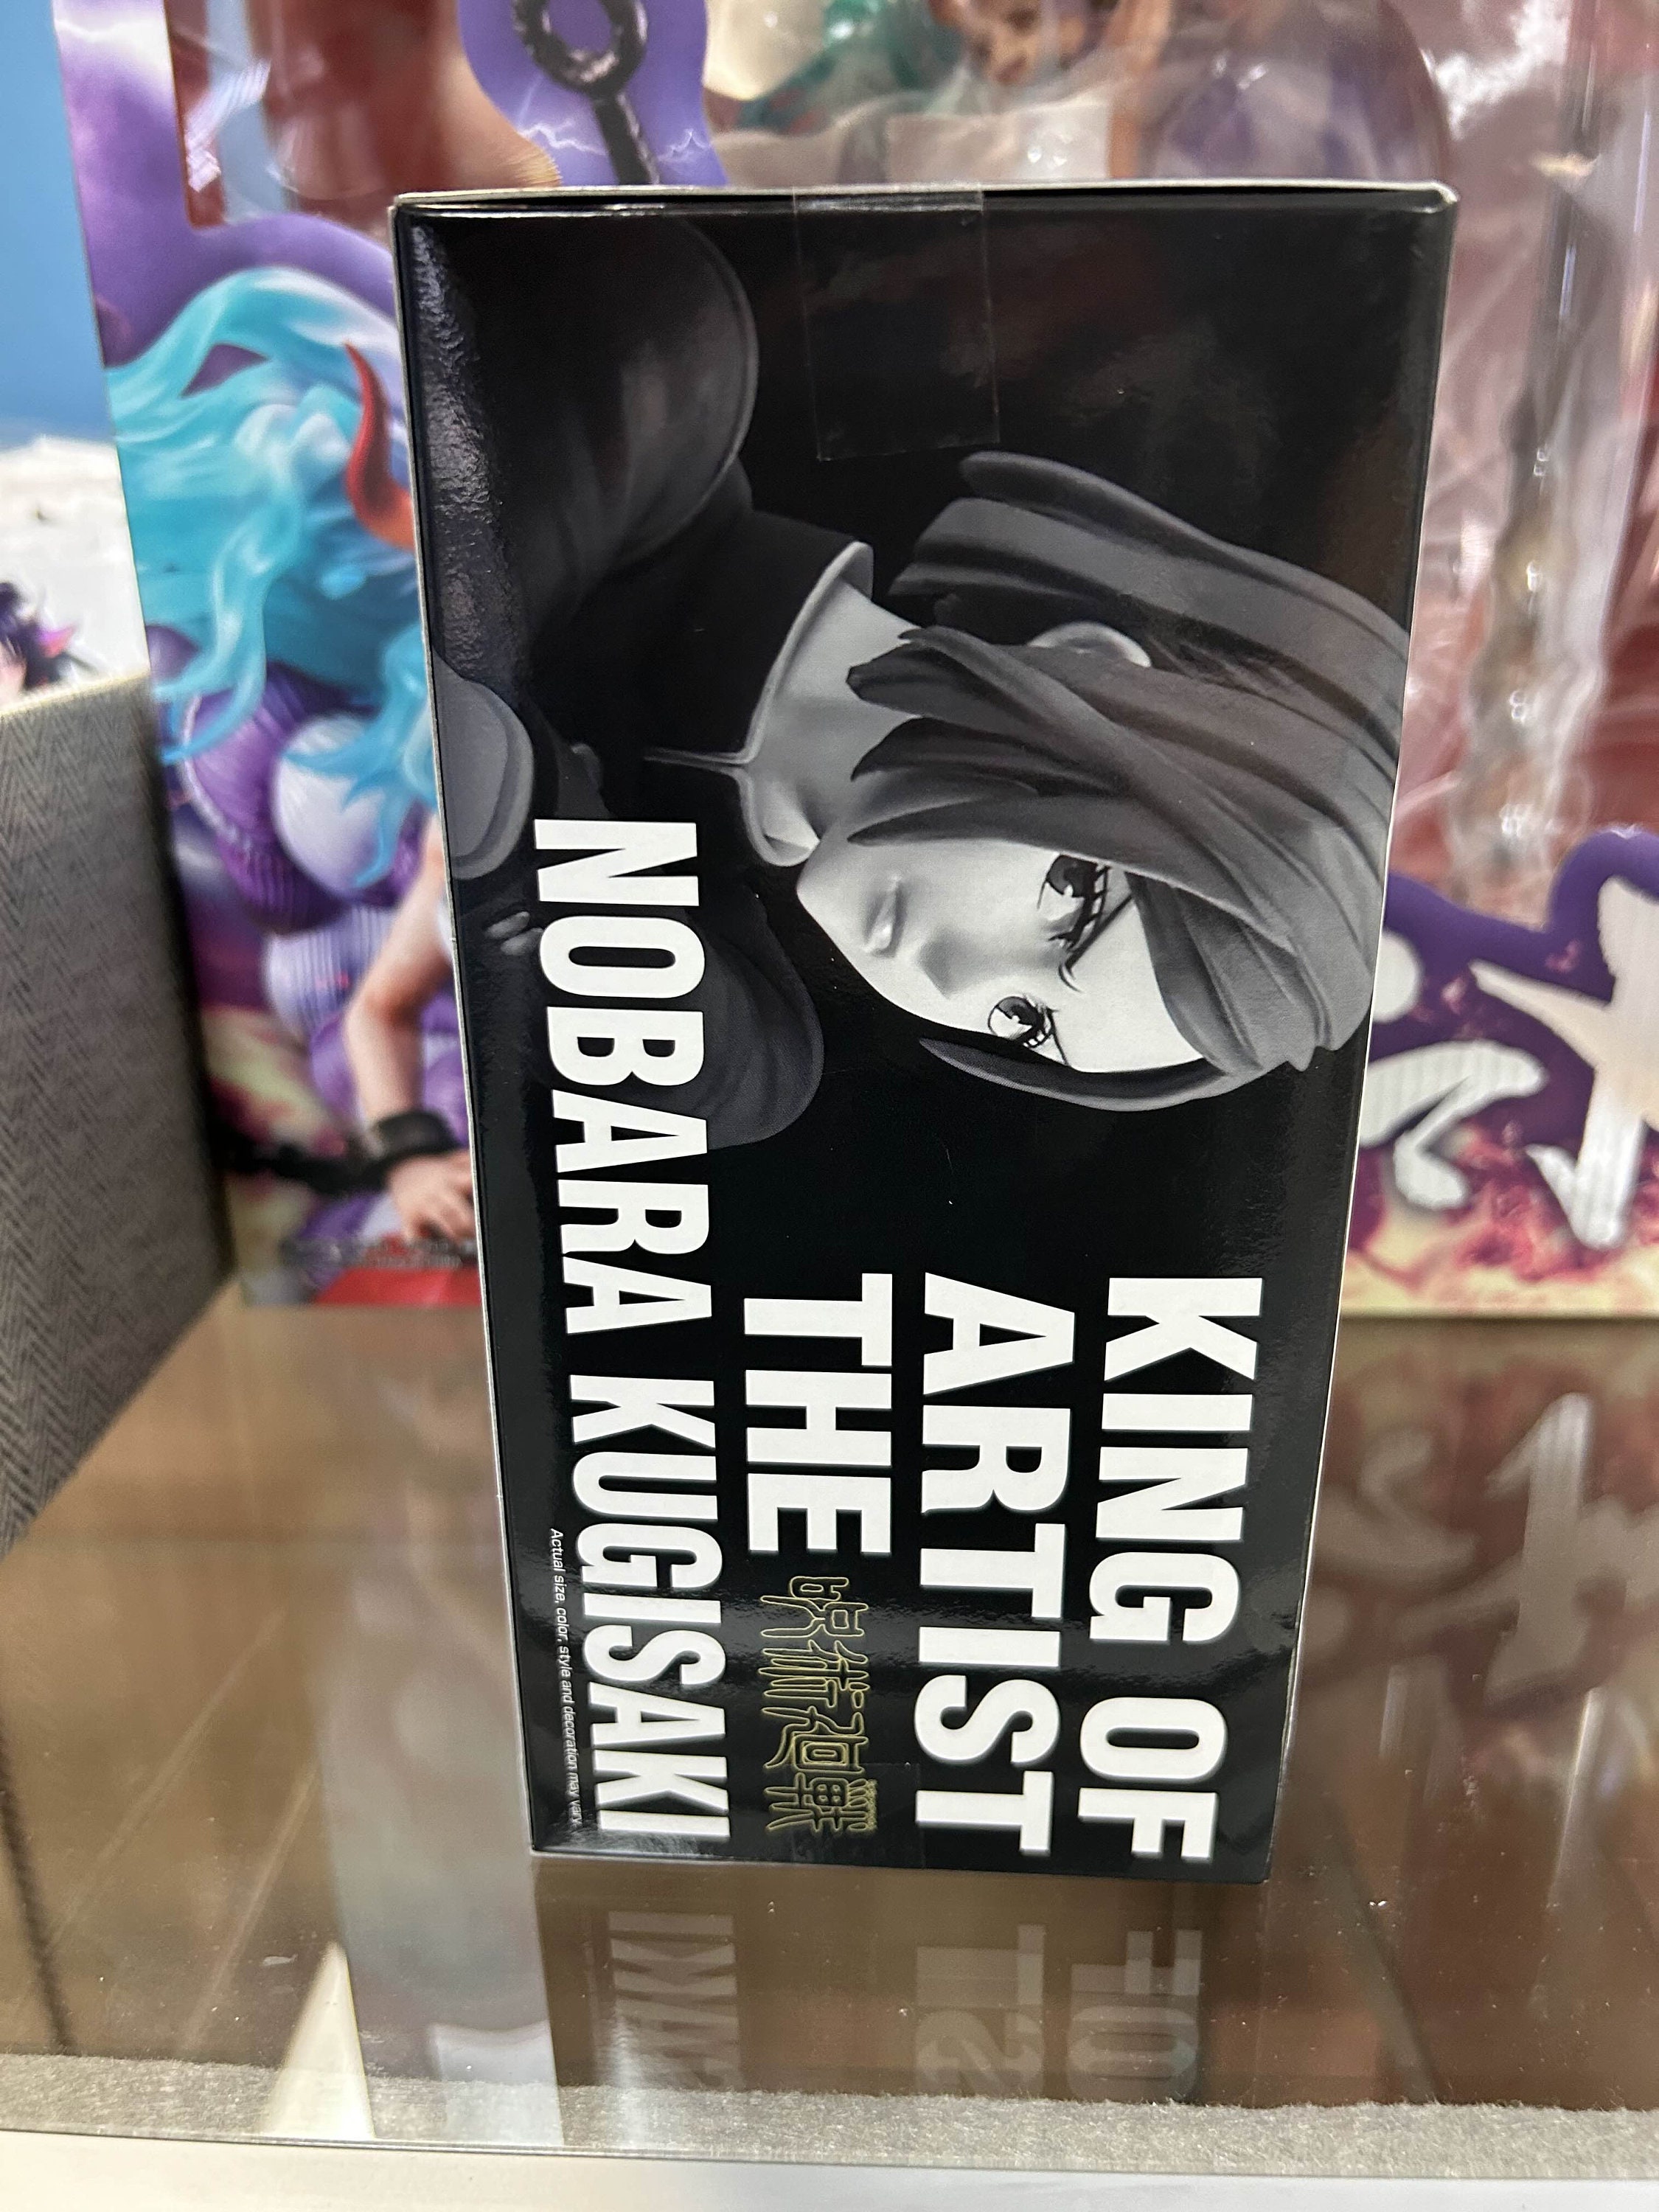 KING OF
ARTIST
THE 呪術廻戦
NOBARA KUGISAKI
Actual size, color, style and decoration may vary.